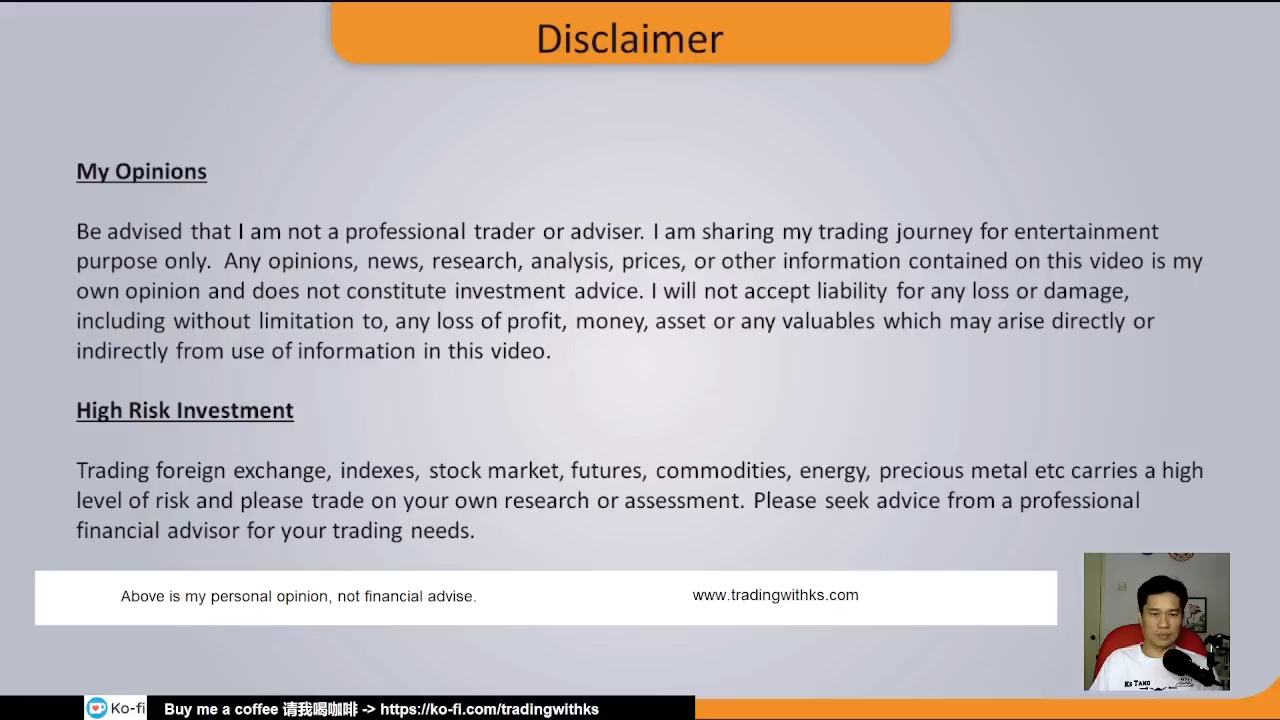 Disclaimer
My Opinions
Be advised that I am not a professional trader or adviser. I am sharing my trading journey for entertainment
purpose only.  Any opinions, news, research, analysis, prices, or other information contained on this video is my
own opinion and does not constitute investment advice. I will not accept liability for any loss or damage,
including without limitation to, any loss of profit, money, asset or any valuables which may arise directly or
indirectly from use of information in this video.
High Risk Investment
Trading foreign exchange, indexes, stock market, futures, commodities, energy, precious metal etc carries a high
level of risk and please trade on your own research or assessment. Please seek advice from a professional
financial advisor for your trading needs.
Above is my personal opinion, not financial advise.
www.tradingwithks.com
Ks Tang
Ko-fi
Buy me a coffee 请我喝咖啡 -> https://ko-fi.com/tradingwithks